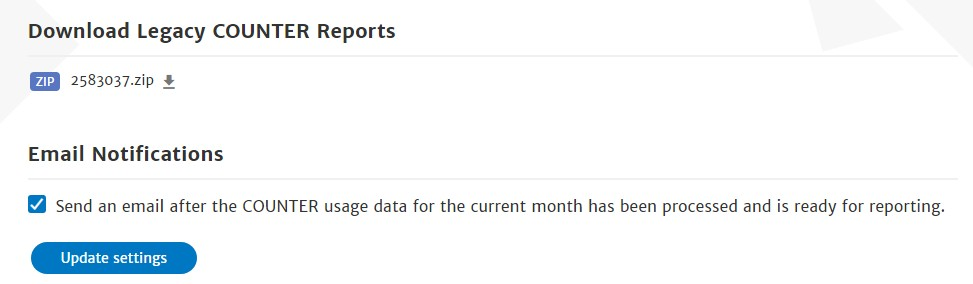 Download Legacy COUNTER Reports
ZIP 2583037.zip
Email Notifications
Send an email after the COUNTER usage data for the current month has been processed and is ready for reporting.
Update settings